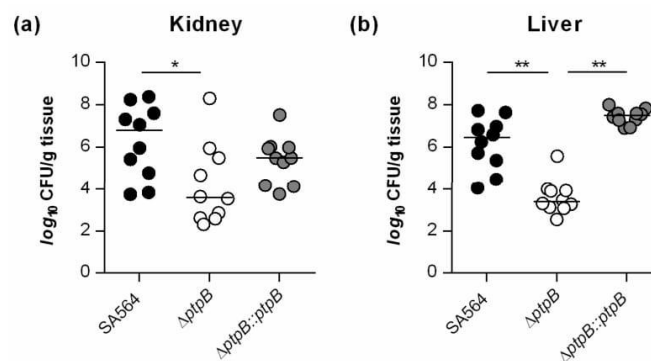 (a) Kidney
log₁₀ CFU/g tissue
10
8
6
4
2
0
*
SA564
ΔptpB
ΔptpB::ptpB
(b) Liver
log₁₀ CFU/g tissue
10
8
6
4
2
0
** **
SA564
ΔptpB
ΔptpB::ptpB